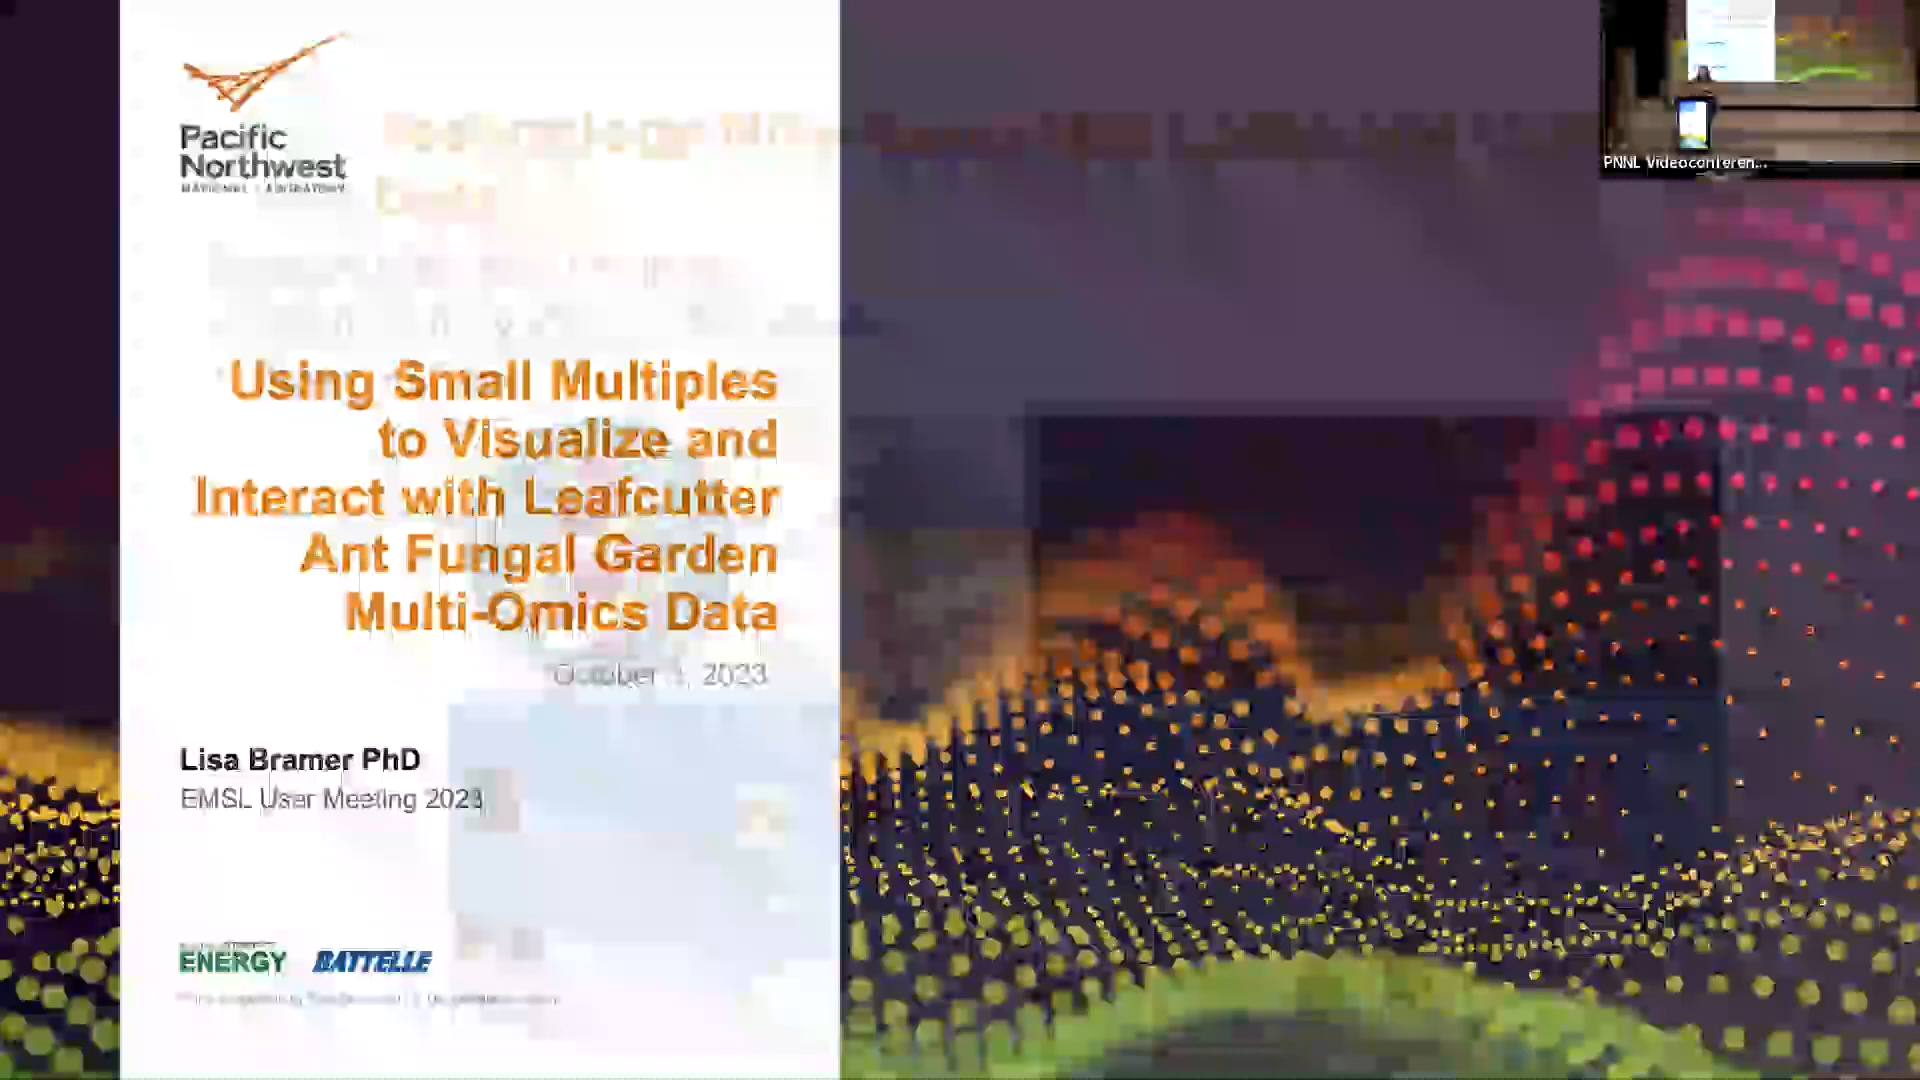 Pacific
Northwest
NATIONAL LABORATORY
PNNL Videoconferen...
Using Small Multiples
to Visualize and
Interact with Leafcutter
Ant Fungal Garden
Multi-Omics Data
October , 2023
Lisa Bramer PhD
EMSL User Meeting 2023
ENERGY
BATTELLE